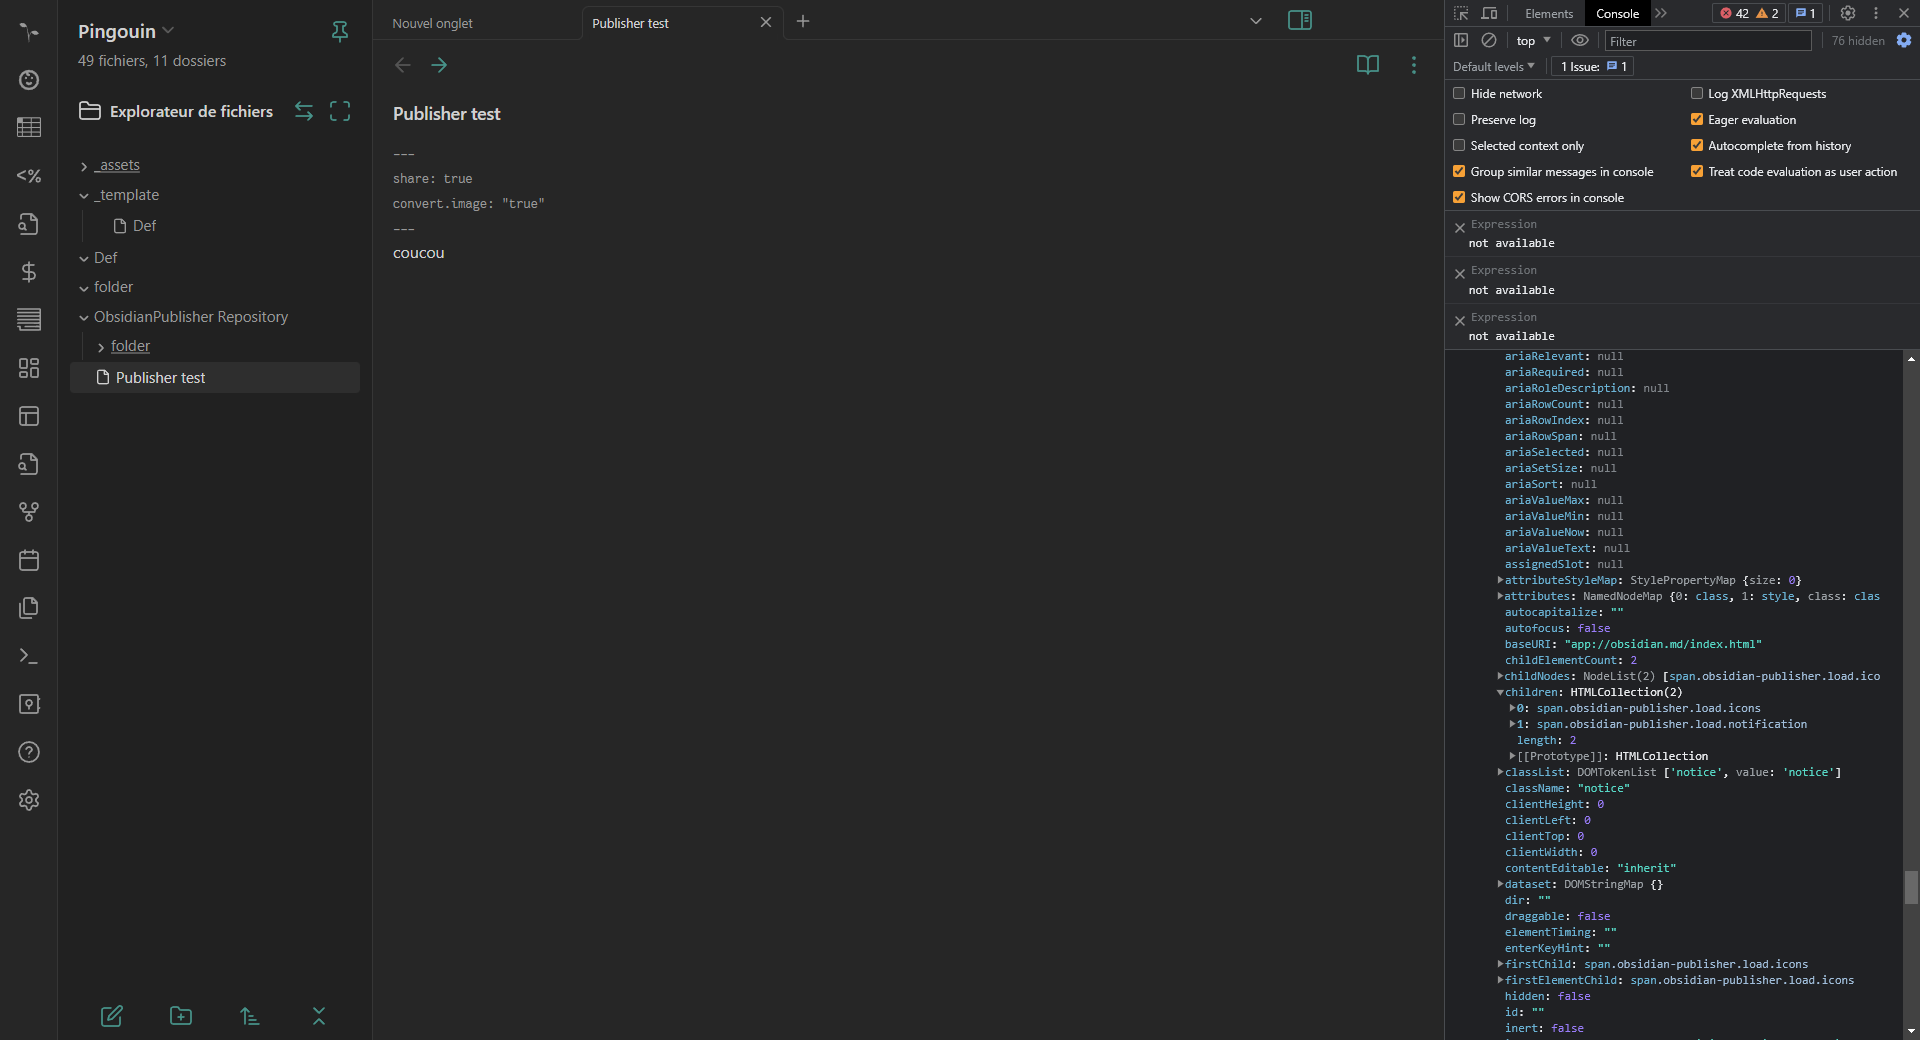 Pingouin
49 fichiers, 11 dossiers
Explorateur de fichiers
_assets
_template
Def
Def
folder
ObsidianPublisher Repository
folder
Publisher test
Nouvel onglet
Publisher test
Publisher test
---
share: true
convert.image: "true"
---
coucou
Elements
Console
42
2
1
top
Filter
76 hidden
Default levels
1 Issue:
1
Hide network
Log XMLHttpRequests
Preserve log
Eager evaluation
Selected context only
Autocomplete from history
Group similar messages in console
Treat code evaluation as user action
Show CORS errors in console
Expression
not available
Expression
not available
Expression
not available
ariaRelevant: null
ariaRequired: null
ariaRoleDescription: null
ariaRowCount: null
ariaRowIndex: null
ariaRowSpan: null
ariaSelected: null
ariaSetSize: null
ariaSort: null
ariaValueMax: null
ariaValueMin: null
ariaValueNow: null
ariaValueText: null
assignedSlot: null
attributeStyleMap: StylePropertyMap {size: 0}
attributes: NamedNodeMap {0: class, 1: style, class: clas
autocapitalize: ""
autofocus: false
baseURI: "app://obsidian.md/index.html"
childElementCount: 2
childNodes: NodeList(2) [span.obsidian-publisher.load.ico
children: HTMLCollection(2)
0: span.obsidian-publisher.load.icons
1: span.obsidian-publisher.load.notification
length: 2
[[Prototype]]: HTMLCollection
classList: DOMTokenList ['notice', value: 'notice']
className: "notice"
clientHeight: 0
clientLeft: 0
clientTop: 0
clientWidth: 0
contentEditable: "inherit"
dataset: DOMStringMap {}
dir: ""
draggable: false
elementTiming: ""
enterKeyHint: ""
firstChild: span.obsidian-publisher.load.icons
firstElementChild: span.obsidian-publisher.load.icons
hidden: false
id: ""
inert: false